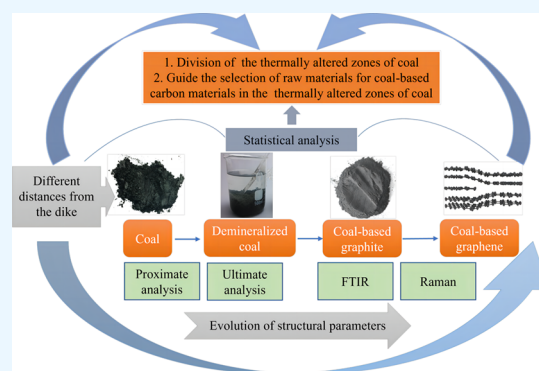 1. Division of the thermally altered zones of coal
2. Guide the selection of raw materials for coal-based
carbon materials in the thermally altered zones of coal
Statistical analysis
Different
distances from
the dike
Coal
Demineralized
coal
Coal-based
graphite
Coal-based
graphene
Proximate
analysis
Ultimate
analysis
FTIR
Raman
Evolution of structural parameters